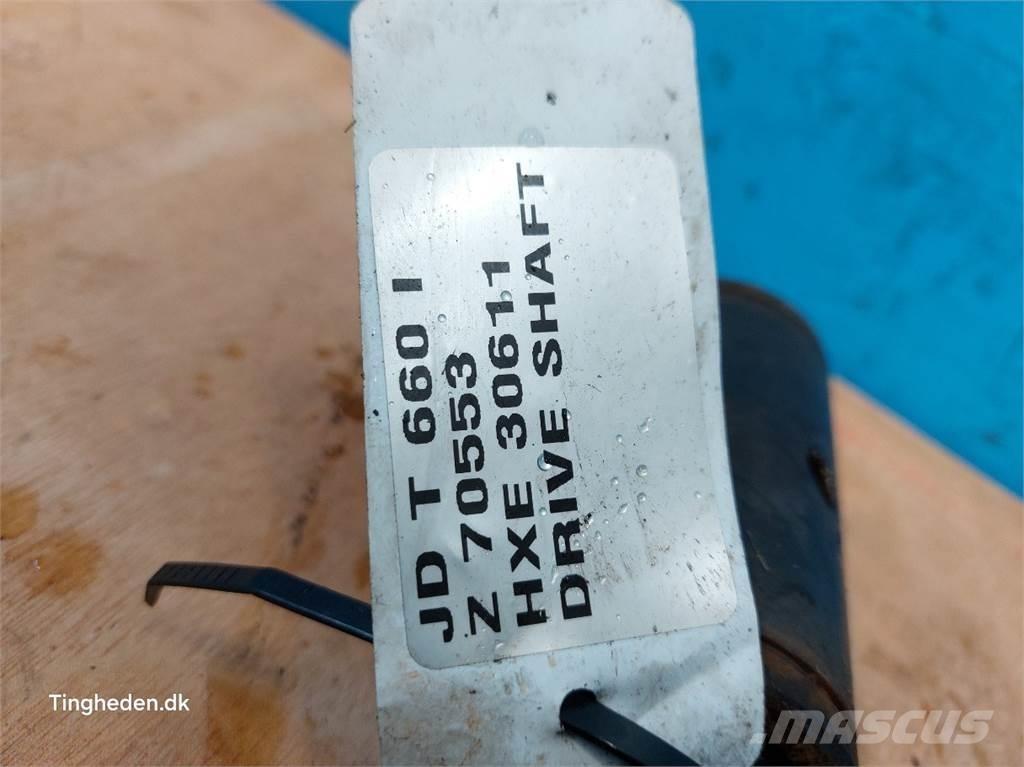 JD T 660 I
Z 70553
HXE 30611
DRIVE SHAFT
Tingheden.dk
MASCUS